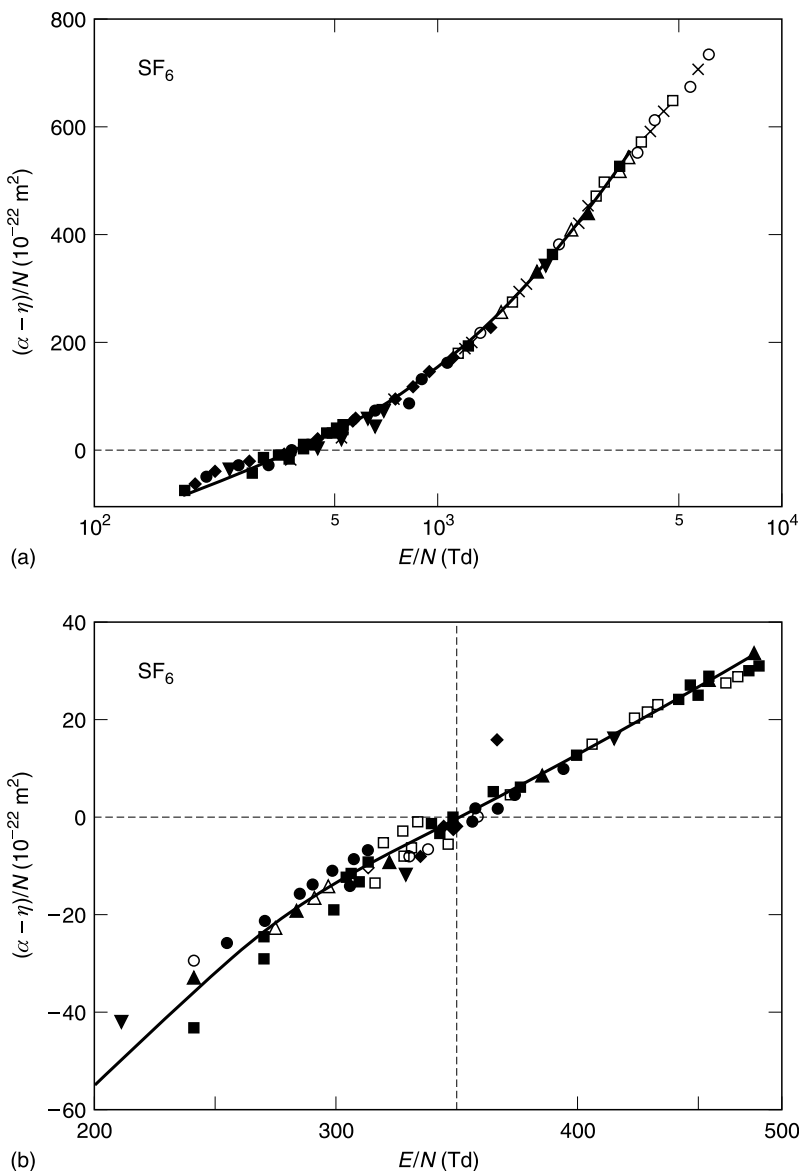 800
SF₆
600
400
200
0
(α − η)/N (10⁻²² m²)
10² 5 10³ 5 10⁴
(a) E/N (Td)
40
SF₆
20
0
−20
−40
−60
(α − η)/N (10⁻²² m²)
200 300 400 500
(b) E/N (Td)